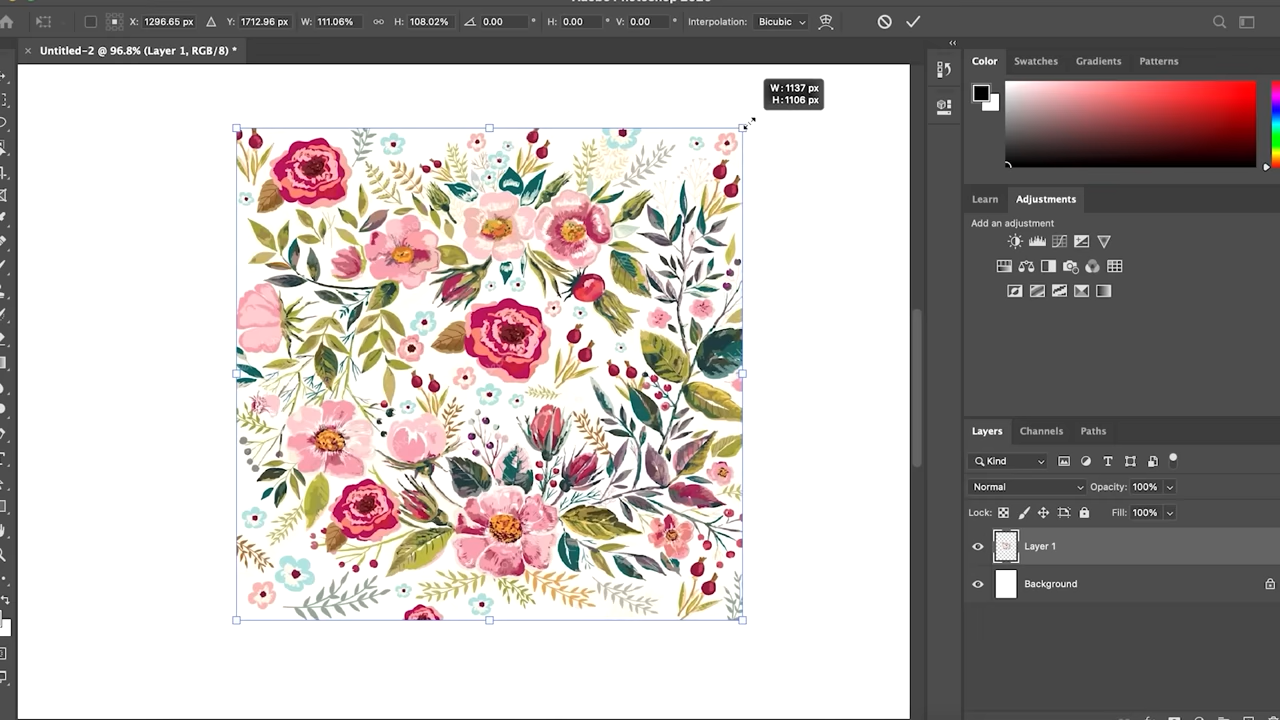 X: 1296.65 px Y: 1712.96 px W: 111.06% H: 108.02% 0.00 ° H: 0.00 ° V: 0.00 ° Interpolation: Bicubic
Untitled-2 @ 96.8% (Layer 1, RGB/8) *
W: 1137 px
H: 1106 px
Color Swatches Gradients Patterns
Learn Adjustments
Add an adjustment
Layers Channels Paths
Kind
Normal Opacity: 100%
Lock: Fill: 100%
Layer 1
Background